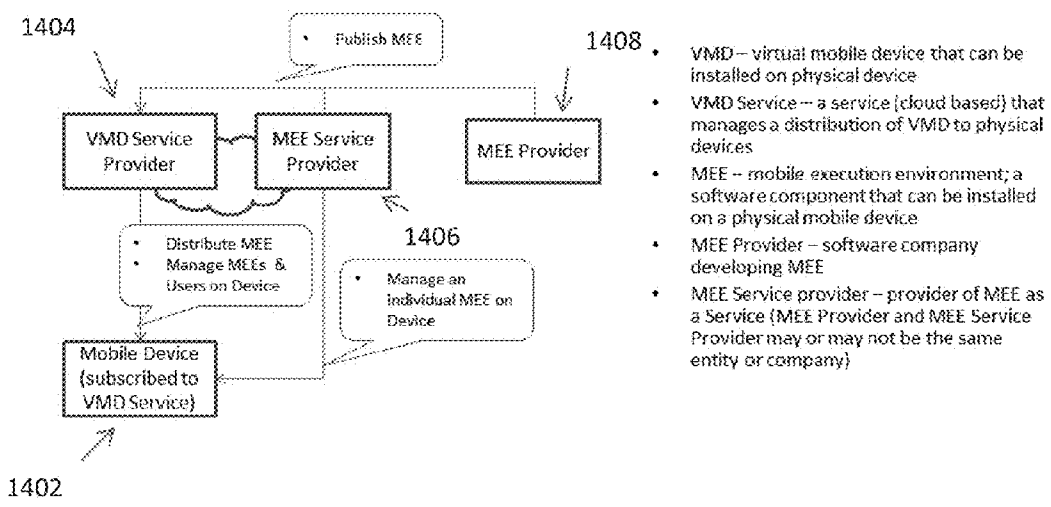 1404
• Publish MEE
1408
VMD Service
Provider
MEE Service
Provider
MEE Provider
1406
• Distribute MEE
• Manage MEEs &
Users on Device
• Manage an
individual MEE on
Device
Mobile Device
(subscribed to
VMD Service)
1402
• VMD – virtual mobile device that can be
installed on physical device
• VMD Service – a service (cloud based) that
manages a distribution of VMD to physical
devices
• MEE – mobile execution environment; a
software component that can be installed
on a physical mobile device
• MEE Provider – software company
developing MEE
• MEE Service provider – provider of MEE as
a Service (MEE Provider and MEE Service
Provider may or may not be the same
entity or company)